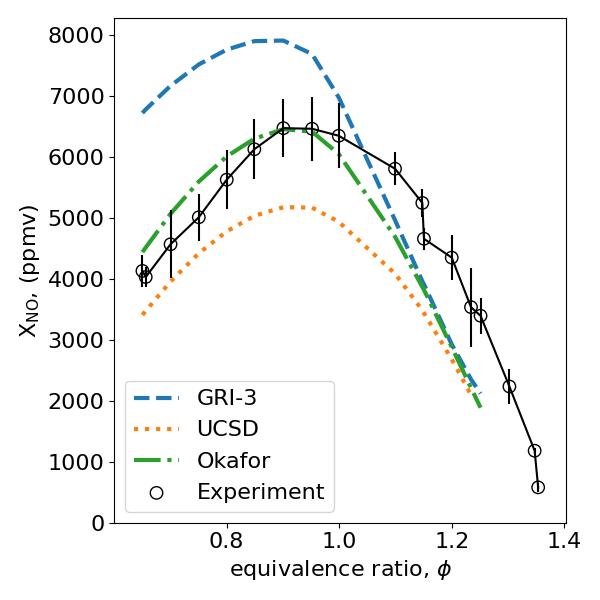 8000
7000
6000
5000
4000
3000
2000
1000
0
X_NO, (ppmv)
GRI-3
UCSD
Okafor
Experiment
0.8 1.0 1.2 1.4
equivalence ratio, ϕ